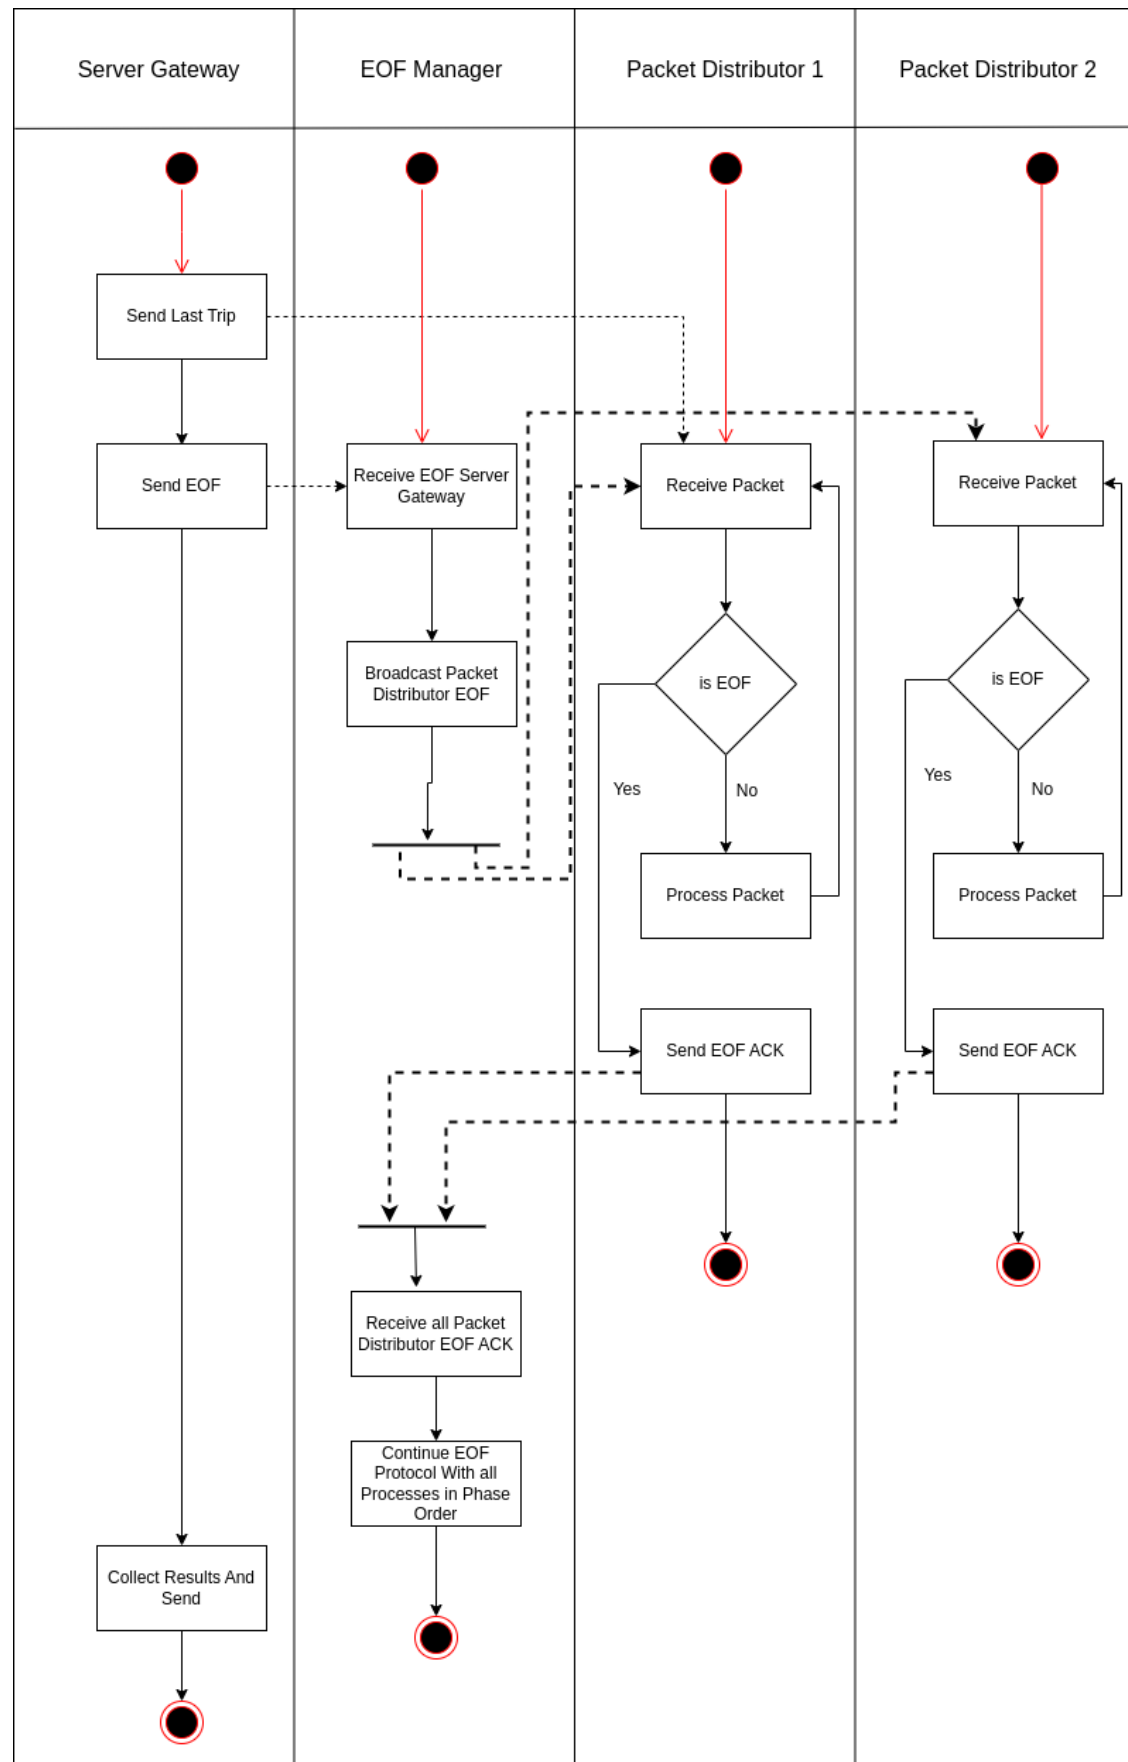 Server Gateway
EOF Manager
Packet Distributor 1
Packet Distributor 2
Send Last Trip
Send EOF
Receive EOF Server
Gateway
Receive Packet
Receive Packet
Broadcast Packet
Distributor EOF
is EOF
is EOF
Yes
No
Yes
No
Process Packet
Process Packet
Send EOF ACK
Send EOF ACK
Receive all Packet
Distributor EOF ACK
Continue EOF
Protocol With all
Processes in Phase
Order
Collect Results And
Send